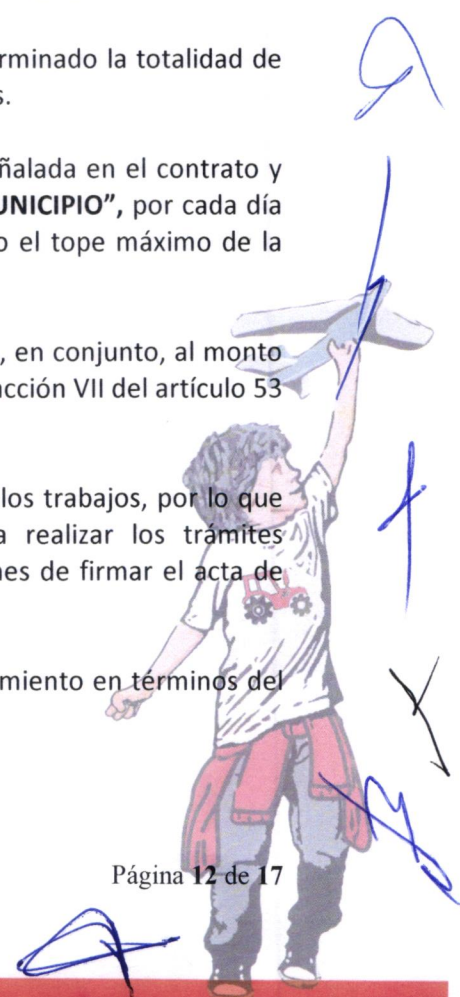 rminado la totalidad de
s.
ñalada en el contrato y
UNICIPIO”, por cada día
o el tope máximo de la
, en conjunto, al monto
acción VII del artículo 53
los trabajos, por lo que
a realizar los trámites
nes de firmar el acta de
miento en términos del
Página 12 de 17